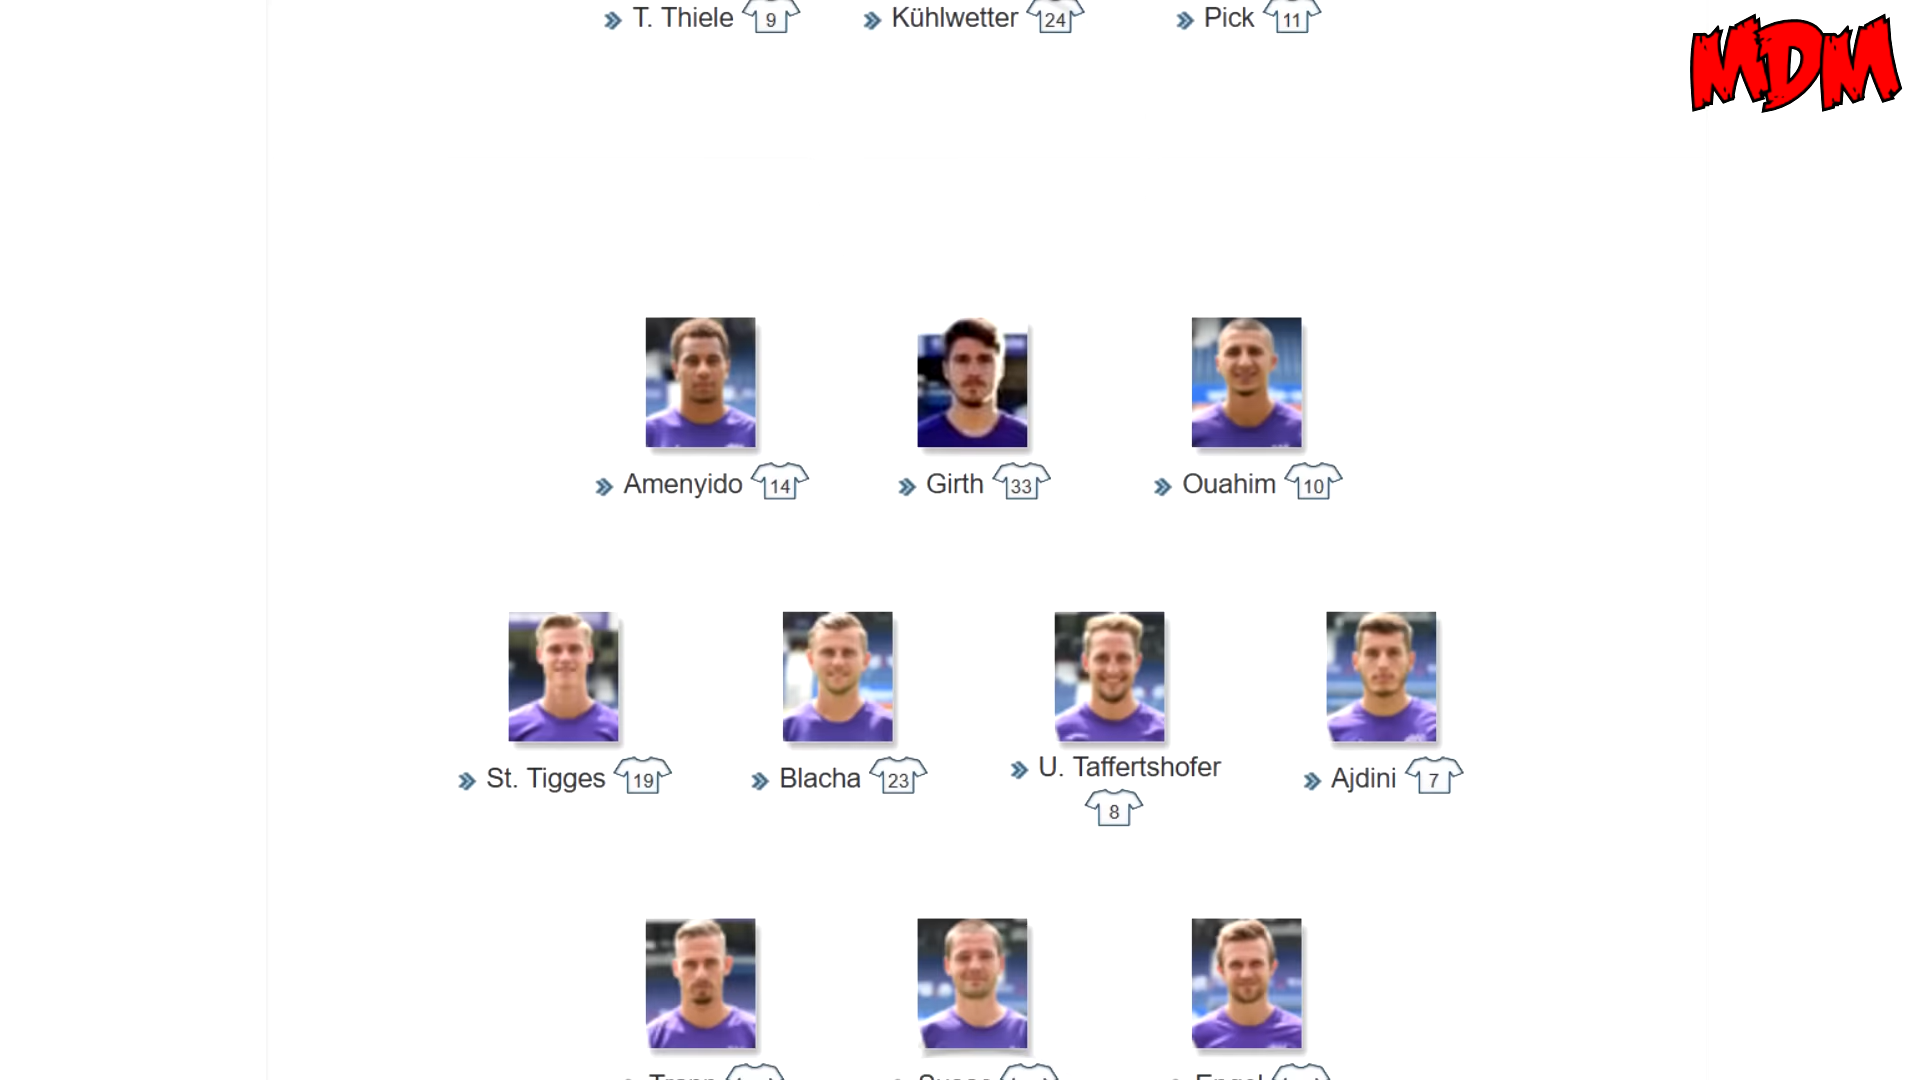 T. Thiele 9 Kühlwetter 24 Pick 11
MDM
Amenyido 14 Girth 33 Ouahim 10
St. Tigges 19 Blacha 23 U. Taffertshofer 8 Ajdini 7